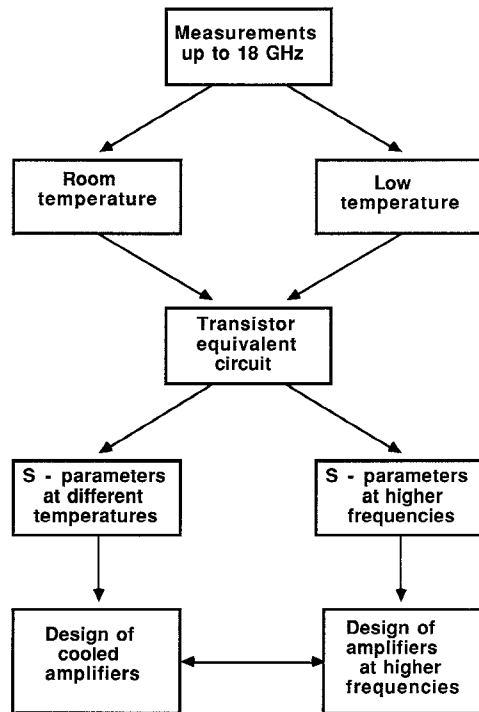 Measurements
up to 18 GHz
Room
temperature
Low
temperature
Transistor
equivalent
circuit
S - parameters
at different
temperatures
S - parameters
at higher
frequencies
Design of
cooled
amplifiers
Design of
amplifiers
at higher
frequencies